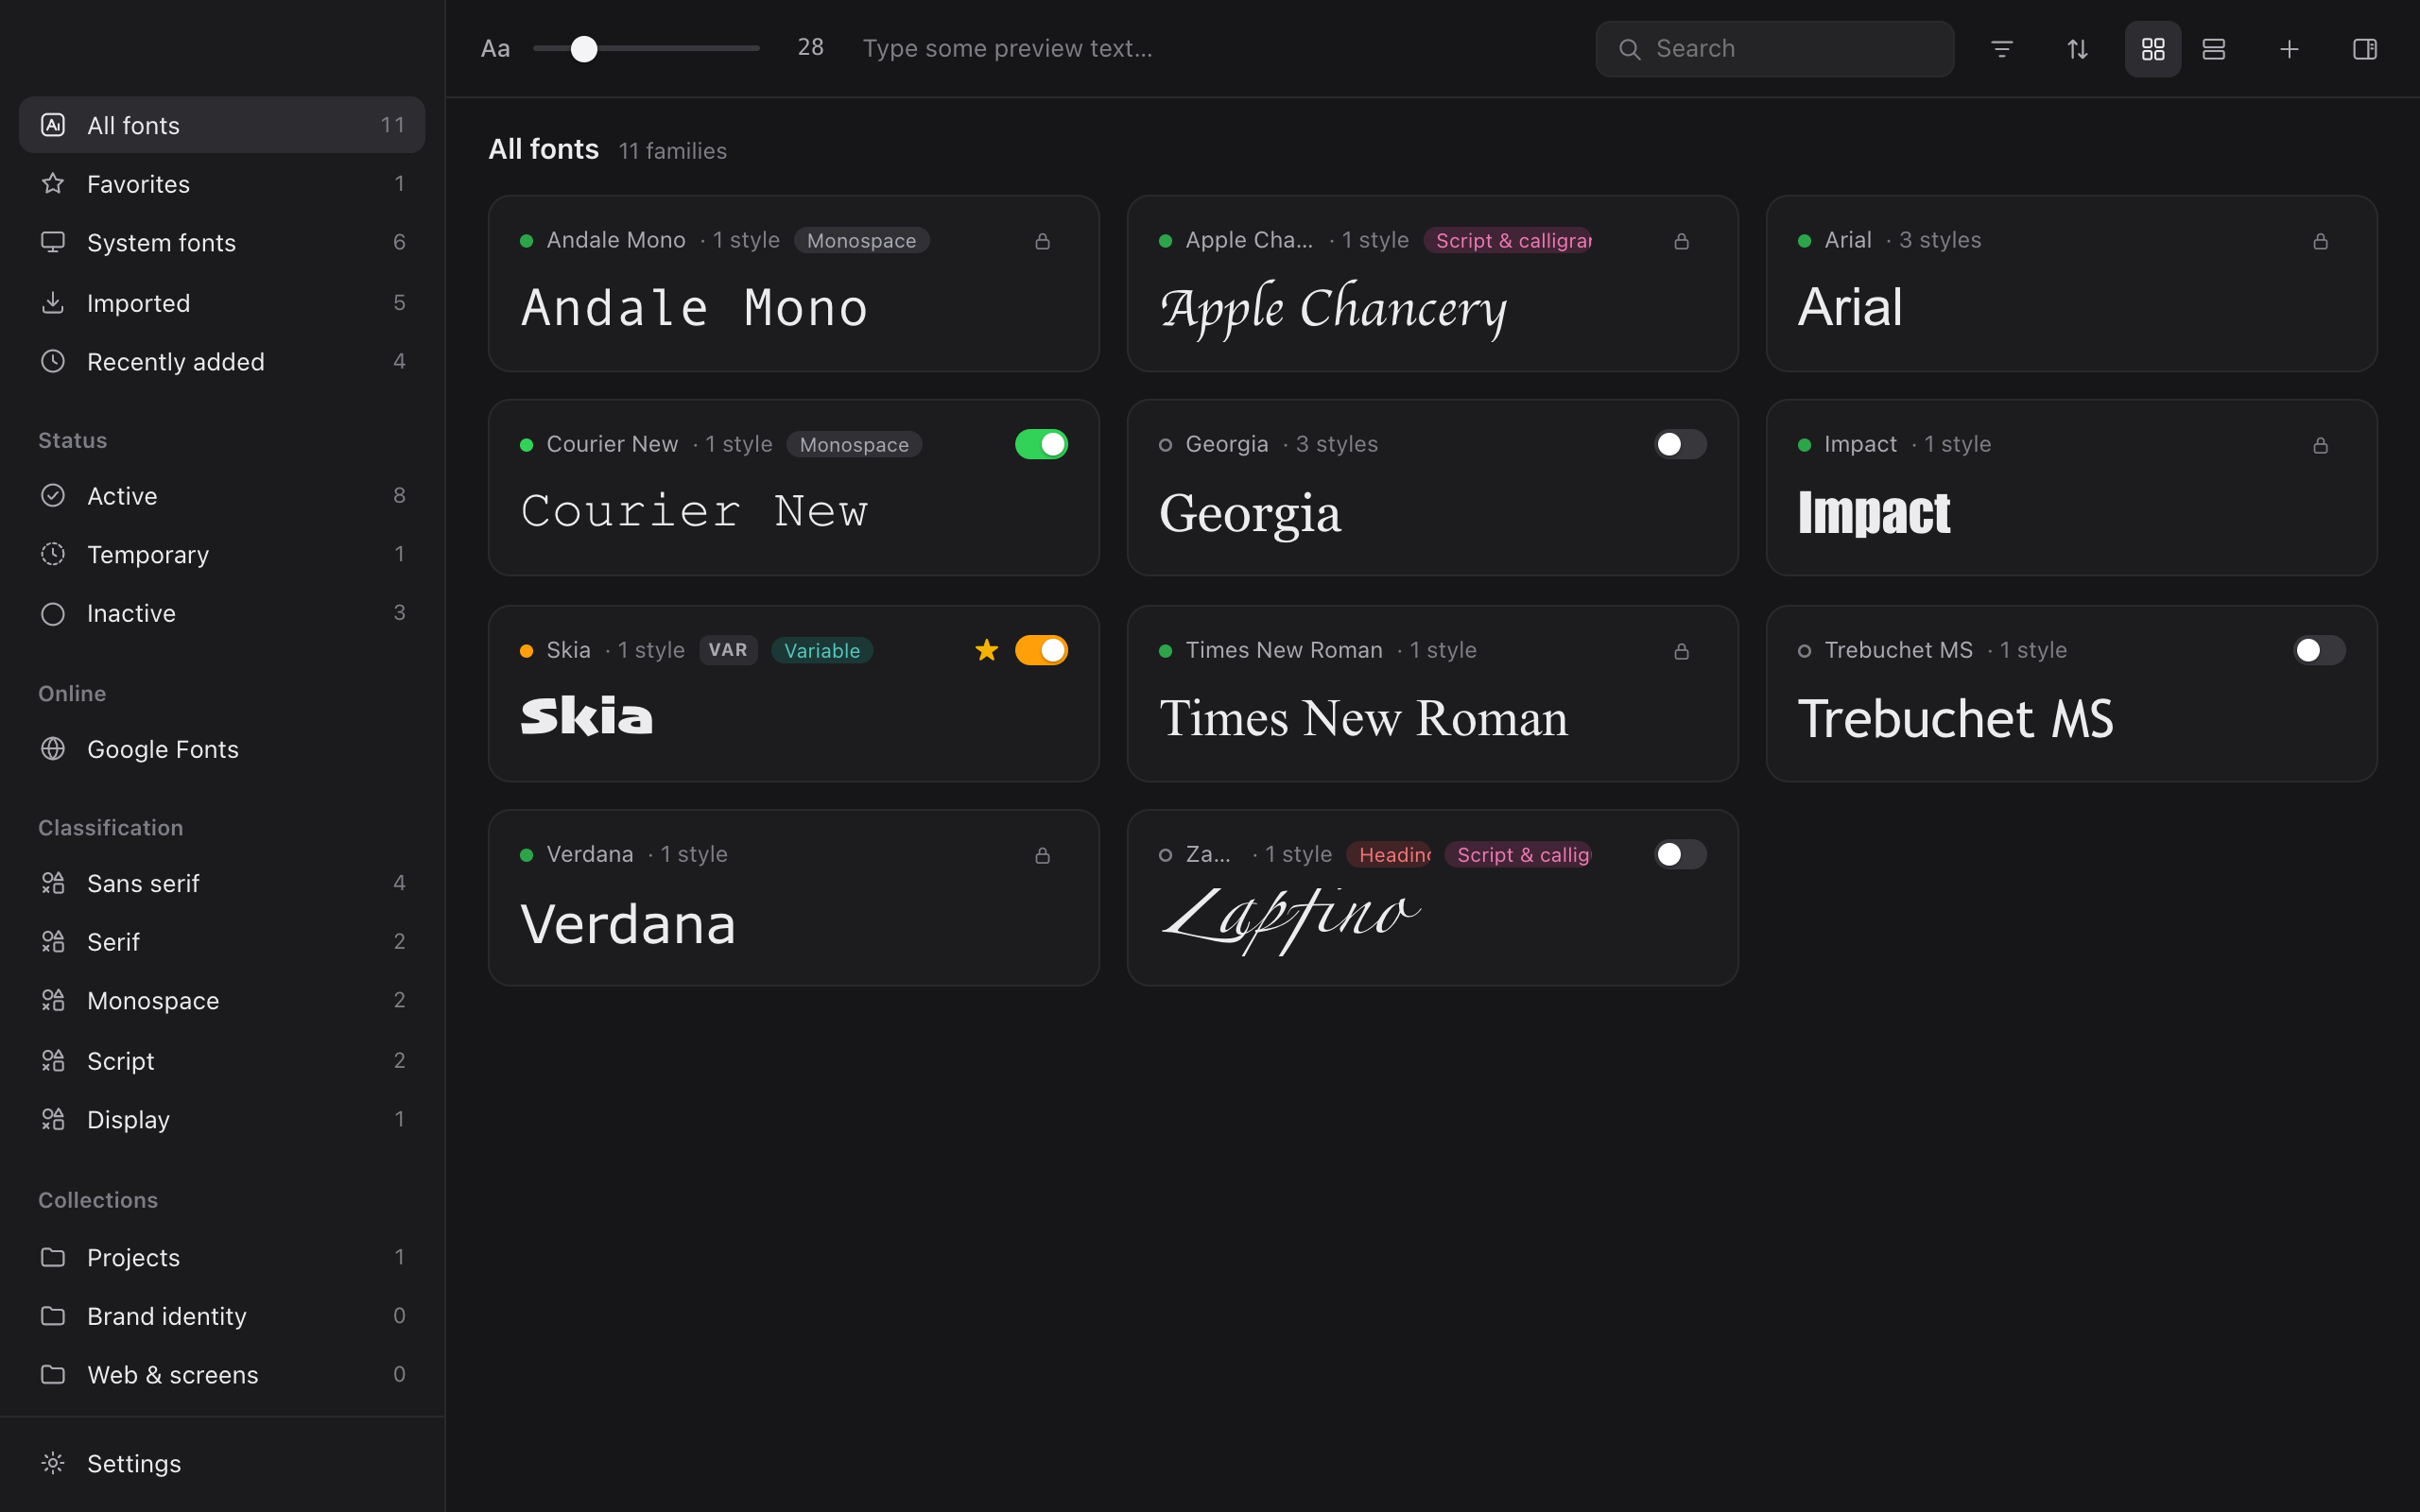 Aa 28 Type some preview text... Search
All fonts 11
Favorites 1
System fonts 6
Imported 5
Recently added 4
Status
Active 8
Temporary 1
Inactive 3
Online
Google Fonts
Classification
Sans serif 4
Serif 2
Monospace 2
Script 2
Display 1
Collections
Projects 1
Brand identity 0
Web & screens 0
Settings
All fonts 11 families
Andale Mono · 1 style Monospace
Andale Mono
Apple Cha... · 1 style Script & calligra
Apple Chancery
Arial · 3 styles
Arial
Courier New · 1 style Monospace
Courier New
Georgia · 3 styles
Georgia
Impact · 1 style
Impact
Skia · 1 style VAR Variable
Skia
Times New Roman · 1 style
Times New Roman
Trebuchet MS · 1 style
Trebuchet MS
Verdana · 1 style
Verdana
Za... · 1 style Heading Script & callig
Zapfino